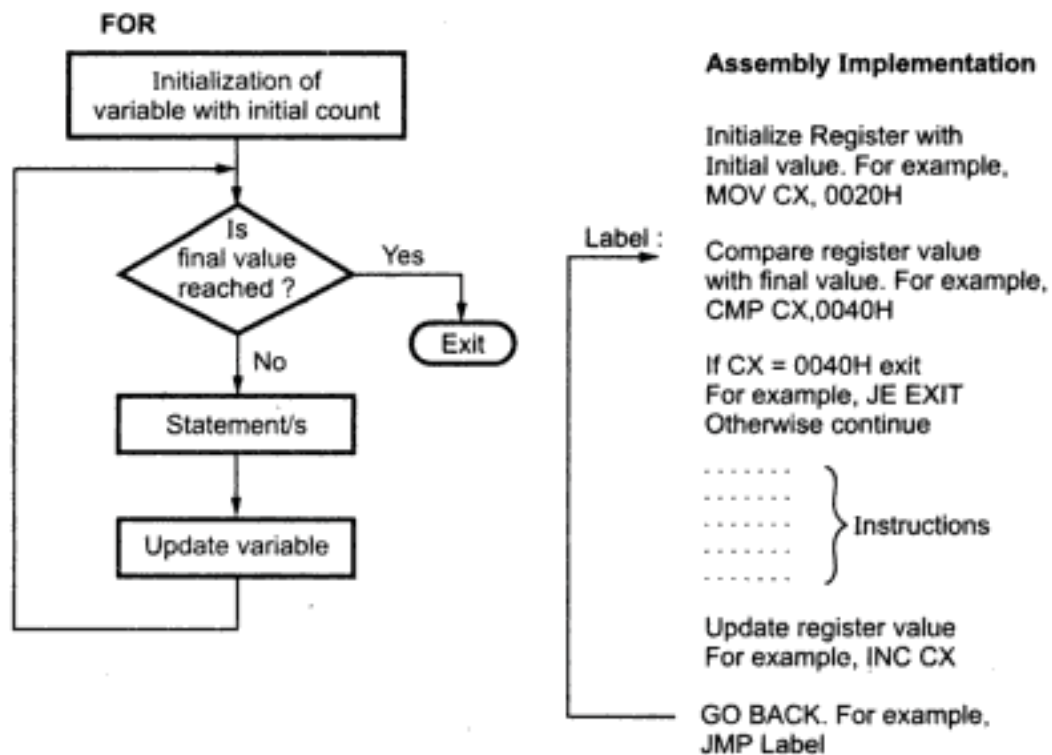 FOR
Initialization of
variable with initial count
Is
final value
reached ?
Yes
Exit
No
Statement/s
Update variable
Assembly Implementation
Initialize Register with
Initial value. For example,
MOV CX, 0020H
Label :
Compare register value
with final value. For example,
CMP CX,0040H
If CX = 0040H exit
For example, JE EXIT
Otherwise continue
Instructions
Update register value
For example, INC CX
GO BACK. For example,
JMP Label